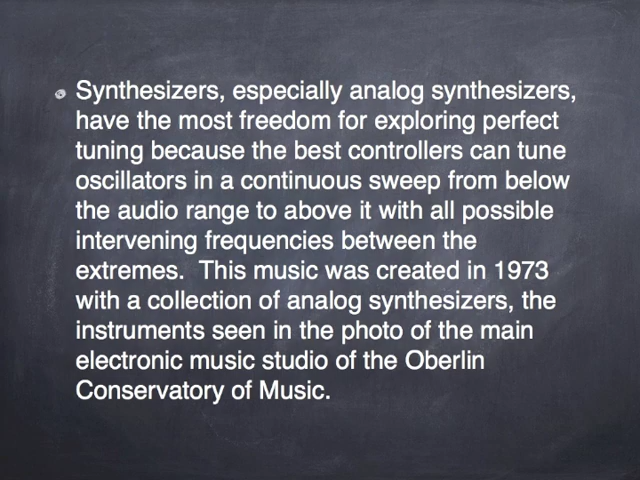 Synthesizers, especially analog synthesizers,
have the most freedom for exploring perfect
tuning because the best controllers can tune
oscillators in a continuous sweep from below
the audio range to above it with all possible
intervening frequencies between the
extremes.  This music was created in 1973
with a collection of analog synthesizers, the
instruments seen in the photo of the main
electronic music studio of the Oberlin
Conservatory of Music.